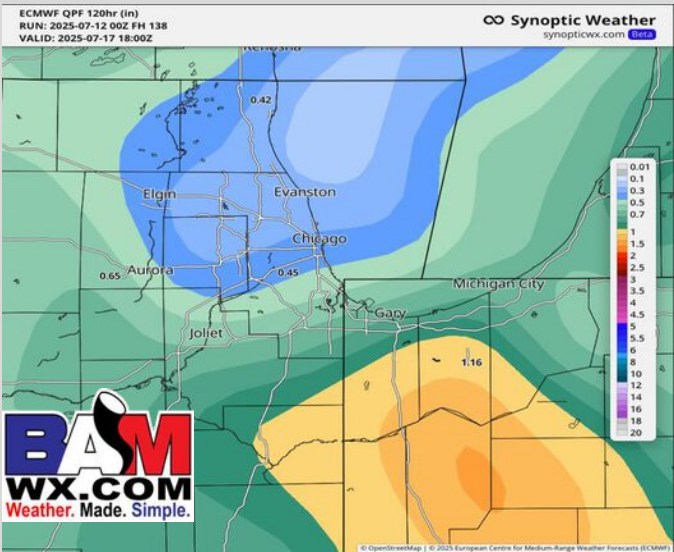 ECMWF QPF 120hr (in)
RUN: 2025-07-12 00Z FH 138
VALID: 2025-07-17 18:00Z
Synoptic Weather
synopticwx.com Beta
Kenosha
0.42
Elgin
Evanston
Chicago
0.65
Aurora
0.45
Michigan City
Gary
Joliet
1.16
0.01
0.1
0.3
0.5
0.7
1
1.5
2
2.5
3
3.5
4
4.5
5
5.5
6
8
10
12
14
16
18
20
BAM
WX.COM
Weather. Made. Simple.
© OpenStreetMap | © 2025 European Centre for Medium-Range Weather Forecasts (ECMWF)